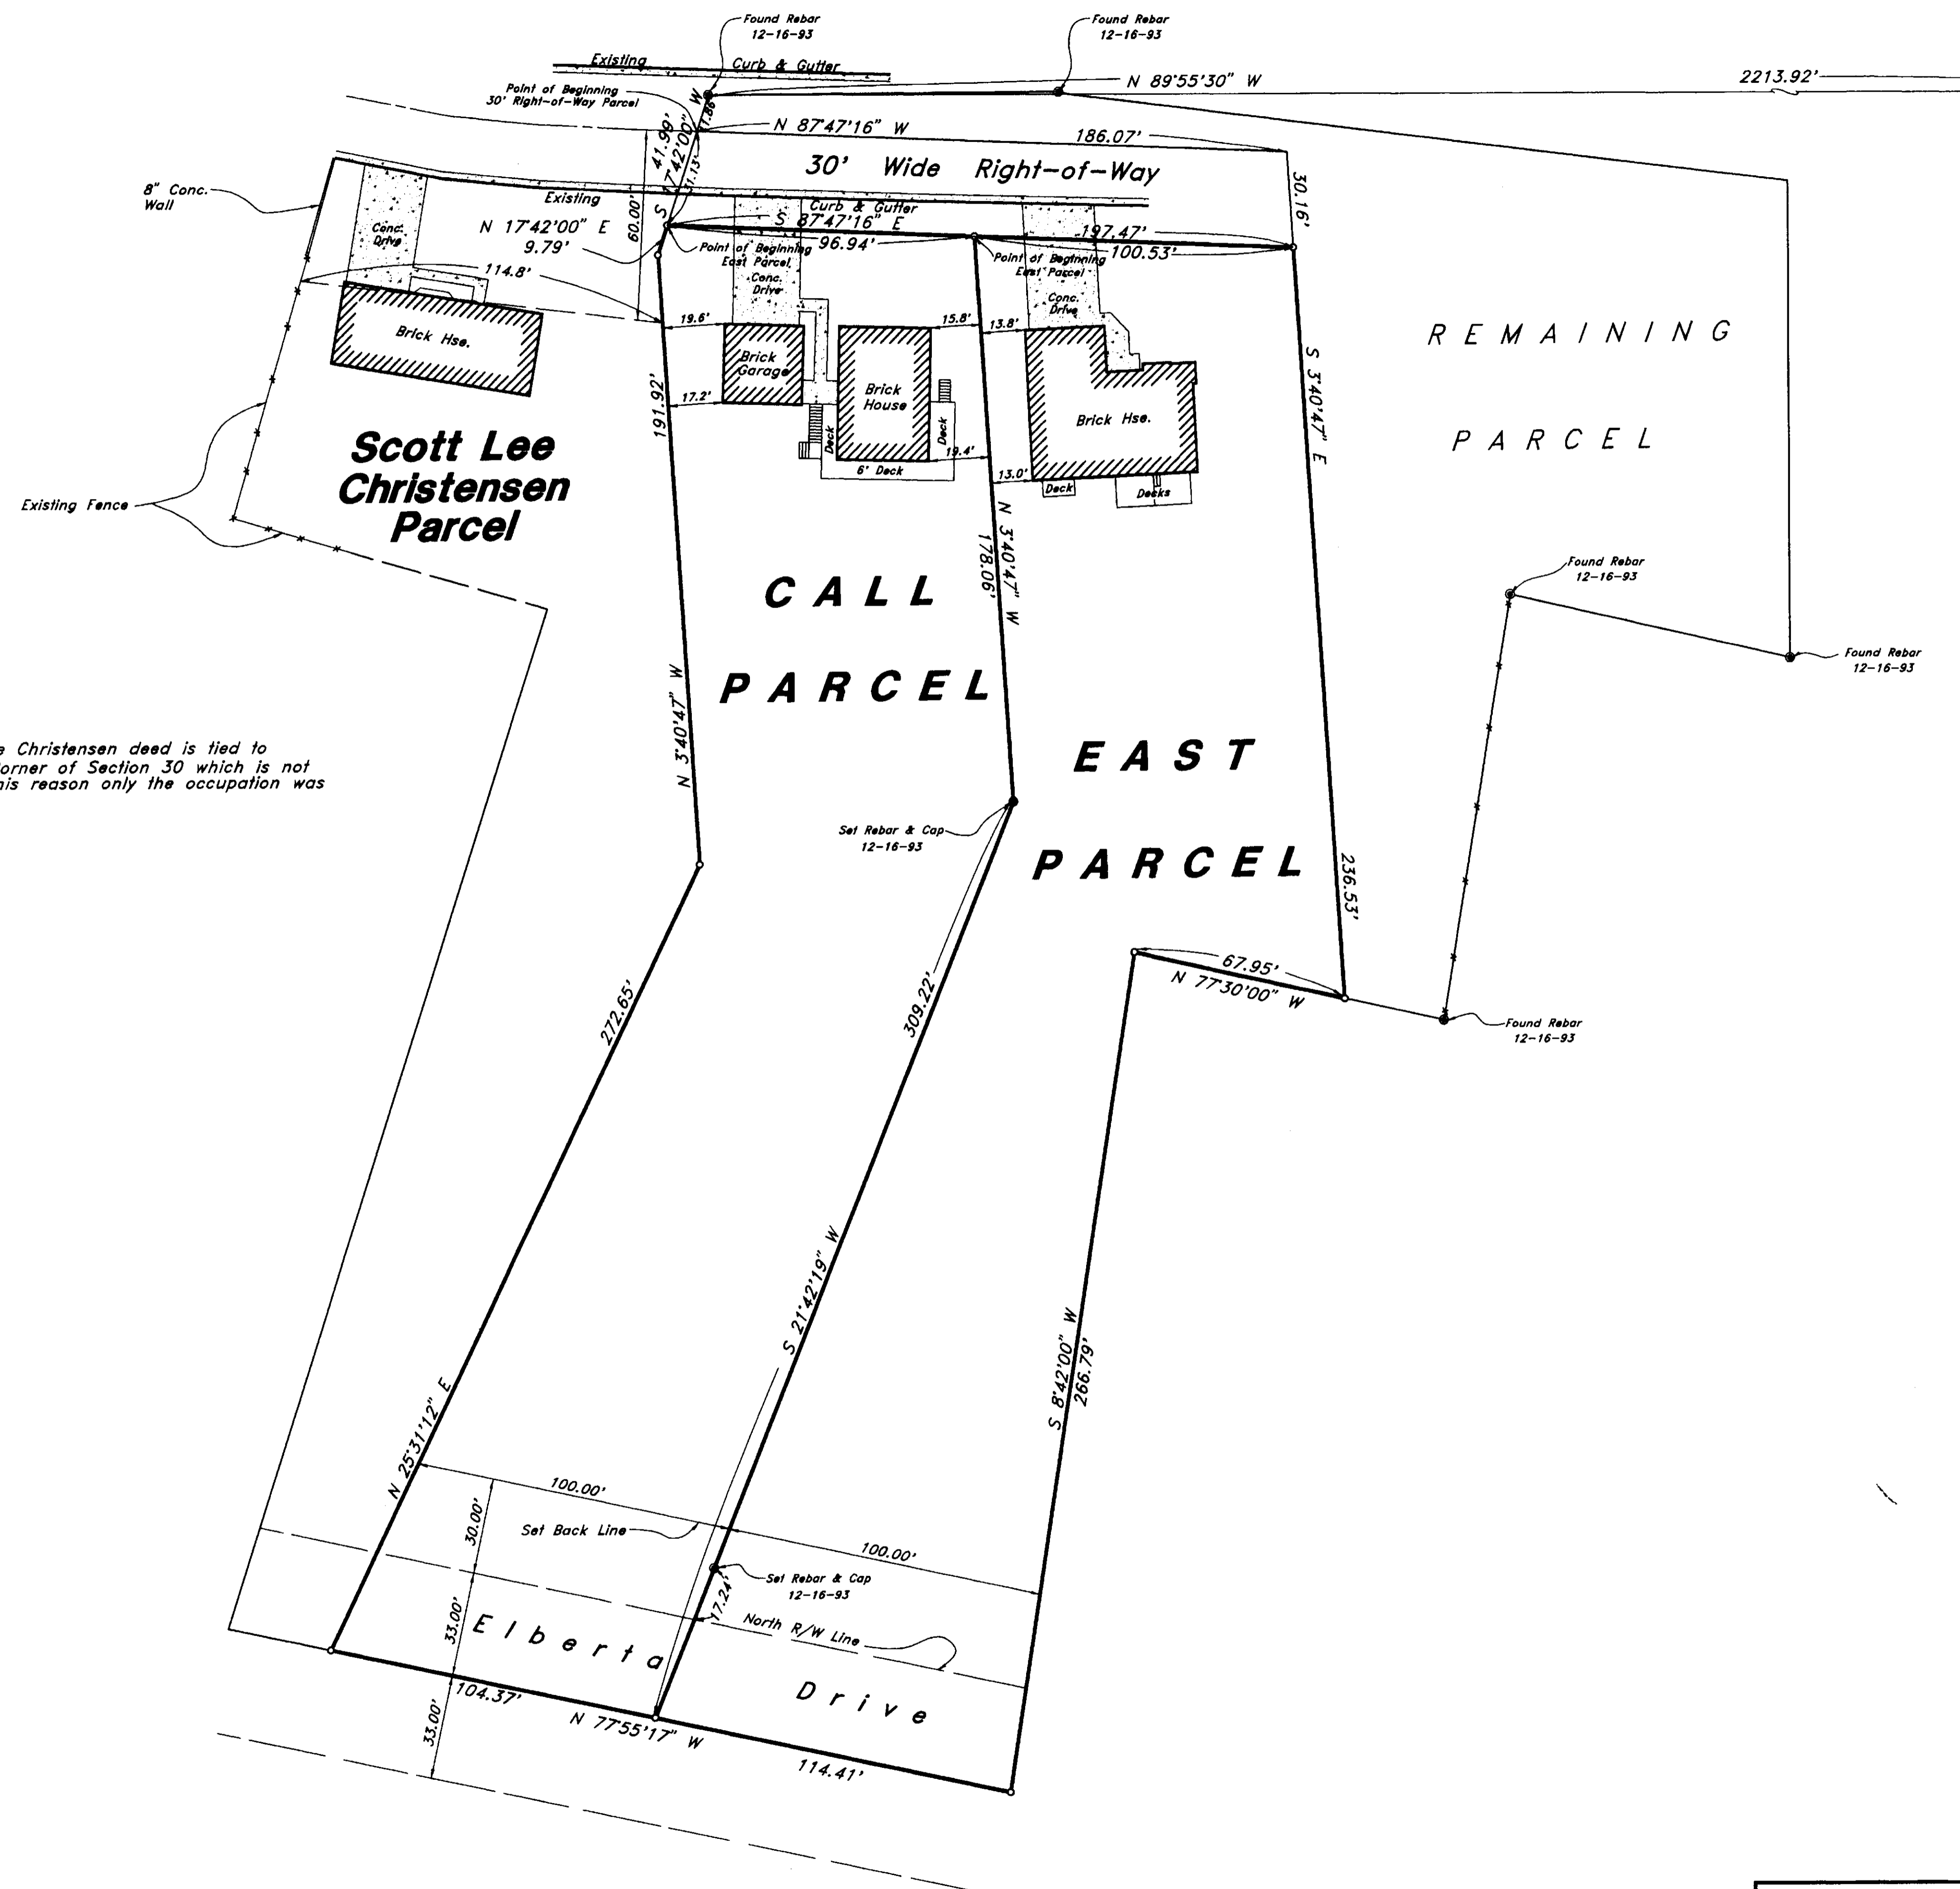 Found Rebar
12-16-93
Found Rebar
12-16-93
Existing Curb & Gutter
N 89°55'30" W
2213.92'
Point of Beginning
30' Right-of-Way Parcel
S 17°42'00" W
41.99'
31.13'
N 87°47'16" W
186.07'
30' Wide Right-of-Way
30.16'
8" Conc.
Wall
Existing Curb & Gutter
60.00'
N 17°42'00" E
9.79'
S 87°47'16" E
197.47'
96.94'
100.53'
Point of Beginning
East Parcel
Point of Beginning
East Parcel
Conc.
Drive
Conc.
Drive
Conc.
Drive
114.8'
Brick Hse.
19.6'
15.8'
13.8'
Brick
Garage
17.2'
Brick
House
Deck
Deck
6' Deck
19.4'
13.0'
Brick Hse.
Deck
Decks
191.92'
N 3°40'47" W
S 3°40'47" E
236.53'
REMAINING
PARCEL
Scott Lee
Christensen
Parcel
Existing Fence
N 3°40'47" W
178.06'
CALL
PARCEL
Found Rebar
12-16-93
Found Rebar
12-16-93
e Christensen deed is tied to
orner of Section 30 which is not
his reason only the occupation was
EAST
PARCEL
Set Rebar & Cap
12-16-93
67.95'
N 77°30'00" W
Found Rebar
12-16-93
272.65'
N 25°31'12" E
309.22'
S 21°42'19" W
S 8°42'00" W
266.79'
100.00'
100.00'
30.00'
Set Back Line
Set Rebar & Cap
12-16-93
17.24'
North R/W Line
33.00'
Elberta Drive
33.00'
104.37'
N 77°55'17" W
114.41'